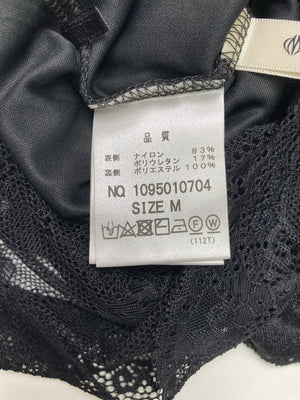 品 質
表側 ナイロン 83%
ポリウレタン 17%
裏側 ポリエステル 100%
NO. 1095010704
SIZE M
F W
(112T)